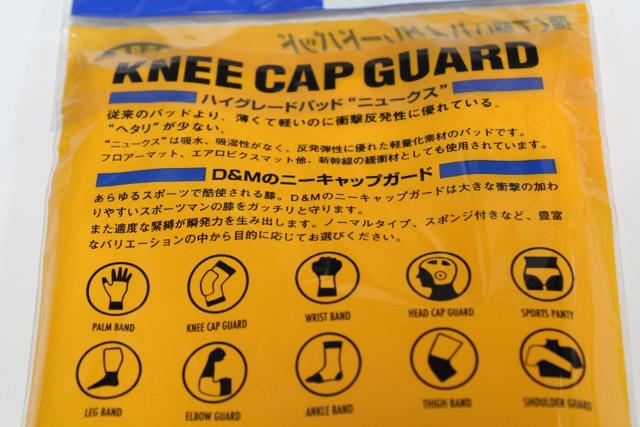 KNEE CAP GUARD
ハイグレードパッド“ニュークス”
従来のパッドより、薄くて軽いのに衝撃反発性に優れている。
“ヘタリ”が少ない。
“ニュークス”は吸水、吸湿性がなく、反発弾性に優れた軽量化素材のパッドです。
フロアーマット、エアロビクスマット他、新幹線の緩衝材としても使用されています。
D&Mのニーキャップガード
あらゆるスポーツで酷使される膝。D&Mのニーキャップガードは大きな衝撃の加わ
りやすいスポーツマンの膝をガッチリと守ります。
また適度な緊縛が瞬発力を生み出します。ノーマルタイプ、スポンジ付きなど、豊富
なバリエーションの中から目的に応じてお選びください。
PALM BAND
KNEE CAP GUARD
WRIST BAND
HEAD CAP GUARD
SPORTS PANTY
LEG BAND
ELBOW GUARD
ANKLE BAND
THIGH BAND
SHOULDER GUARD